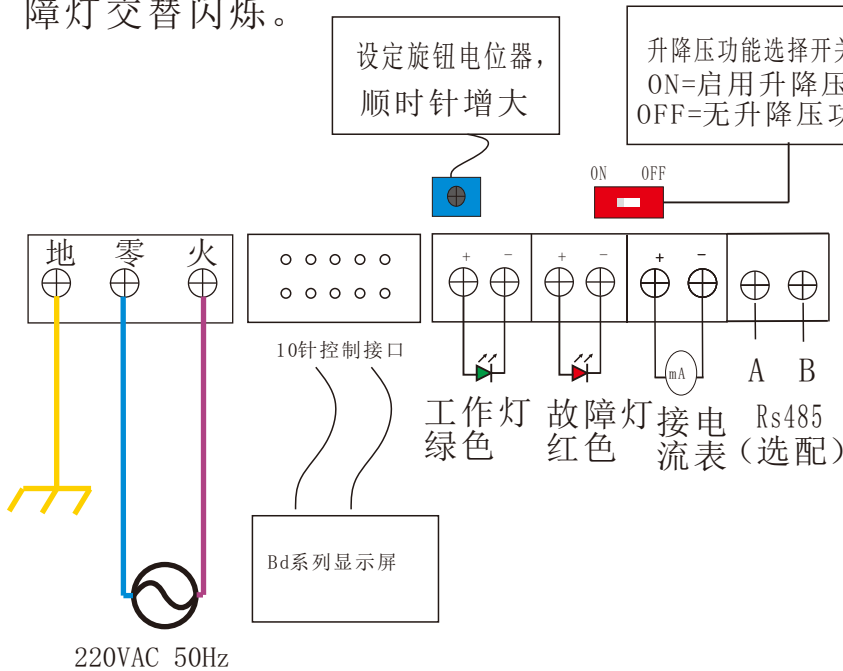 障灯交替闪烁。
设定旋钮电位器，
顺时针增大
升降压功能选择开关
ON=启用升降压
OFF=无升降压功
ON OFF
地 零 火
+ − + − + −
10针控制接口
mA
A B
工作灯
绿色
故障灯
红色
接电
流表
Rs485
(选配)
Bd系列显示屏
220VAC 50Hz